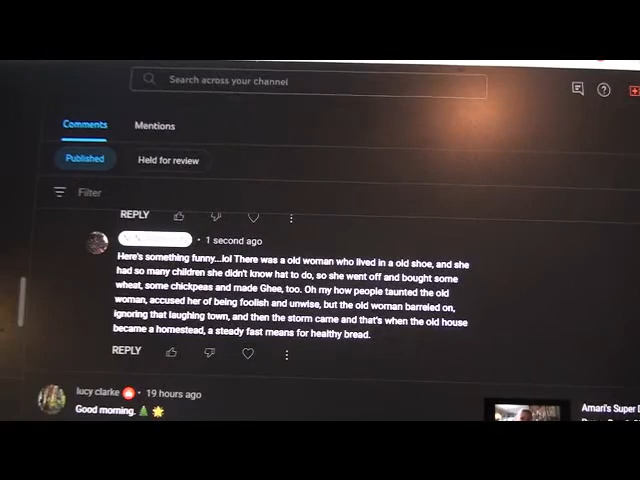 Search across your channel
Comments
Mentions
Published
Held for review
Filter
REPLY
• 1 second ago
Here's something funny...lol There was a old woman who lived in a old shoe, and she
had so many children she didn't know hat to do, so she went off and bought some
wheat, some chickpeas and made Ghee, too. Oh my how people taunted the old
woman, accused her of being foolish and unwise, but the old woman barreled on,
ignoring that laughing town, and then the storm came and that's when the old house
became a homestead, a steady fast means for healthy bread.
REPLY
lucy clarke • 19 hours ago
Good morning.
Amari's Super D